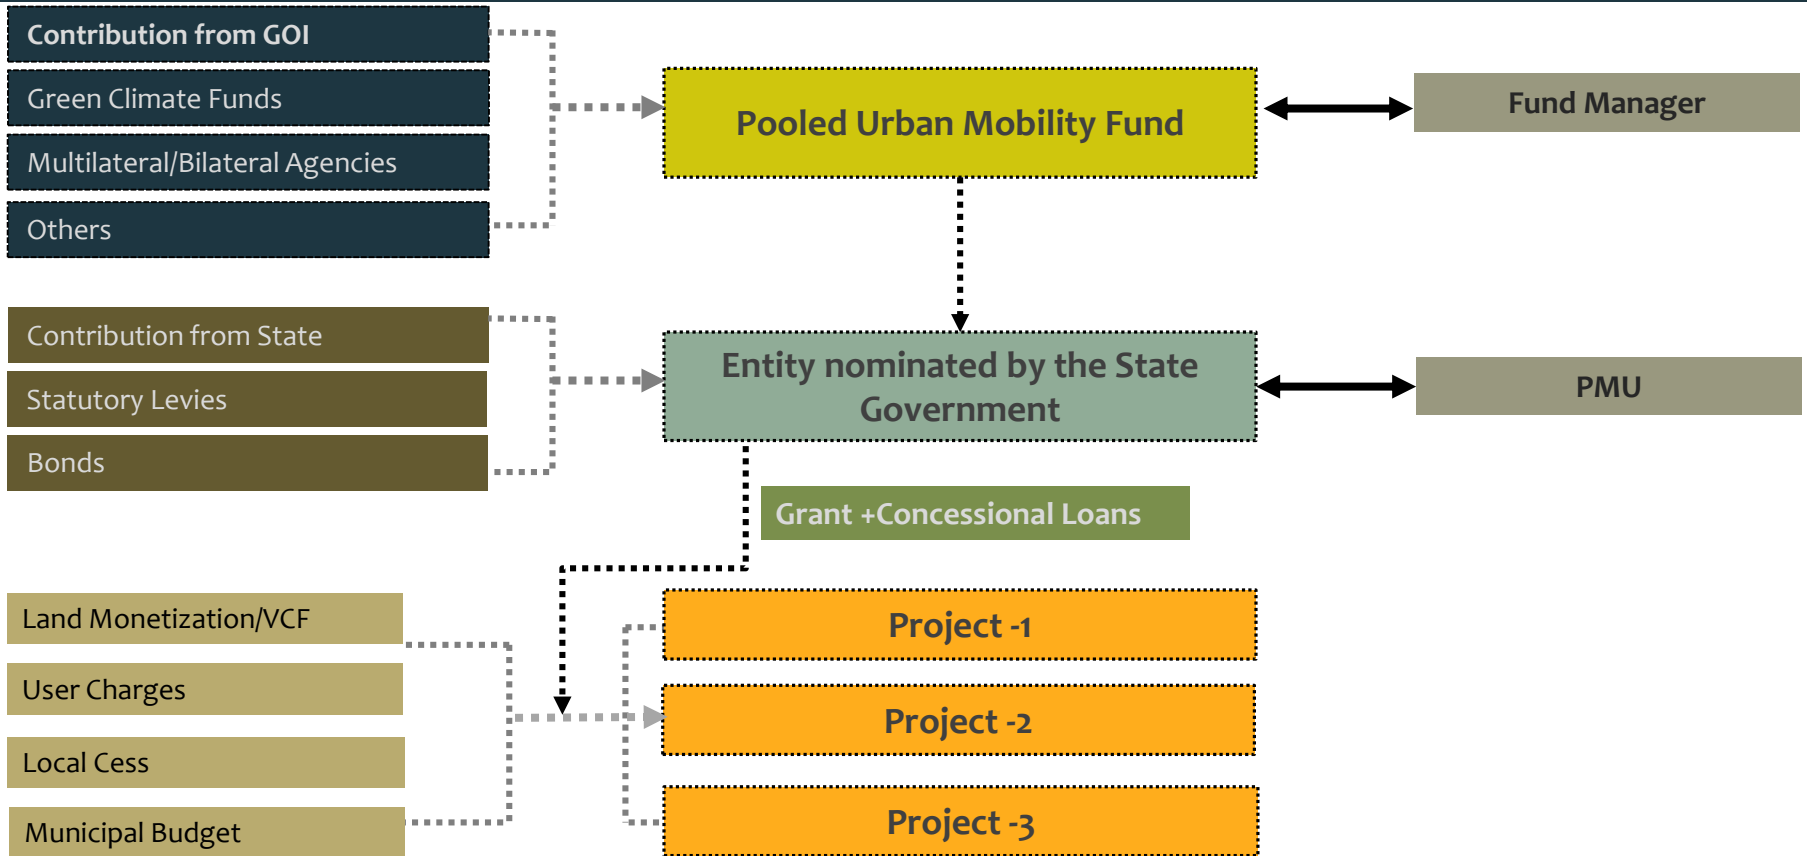 Contribution from GOI
Green Climate Funds
Multilateral/Bilateral Agencies
Others
Pooled Urban Mobility Fund
Fund Manager
Contribution from State
Statutory Levies
Bonds
Entity nominated by the State
Government
PMU
Grant +Concessional Loans
Land Monetization/VCF
User Charges
Local Cess
Municipal Budget
Project -1
Project -2
Project -3